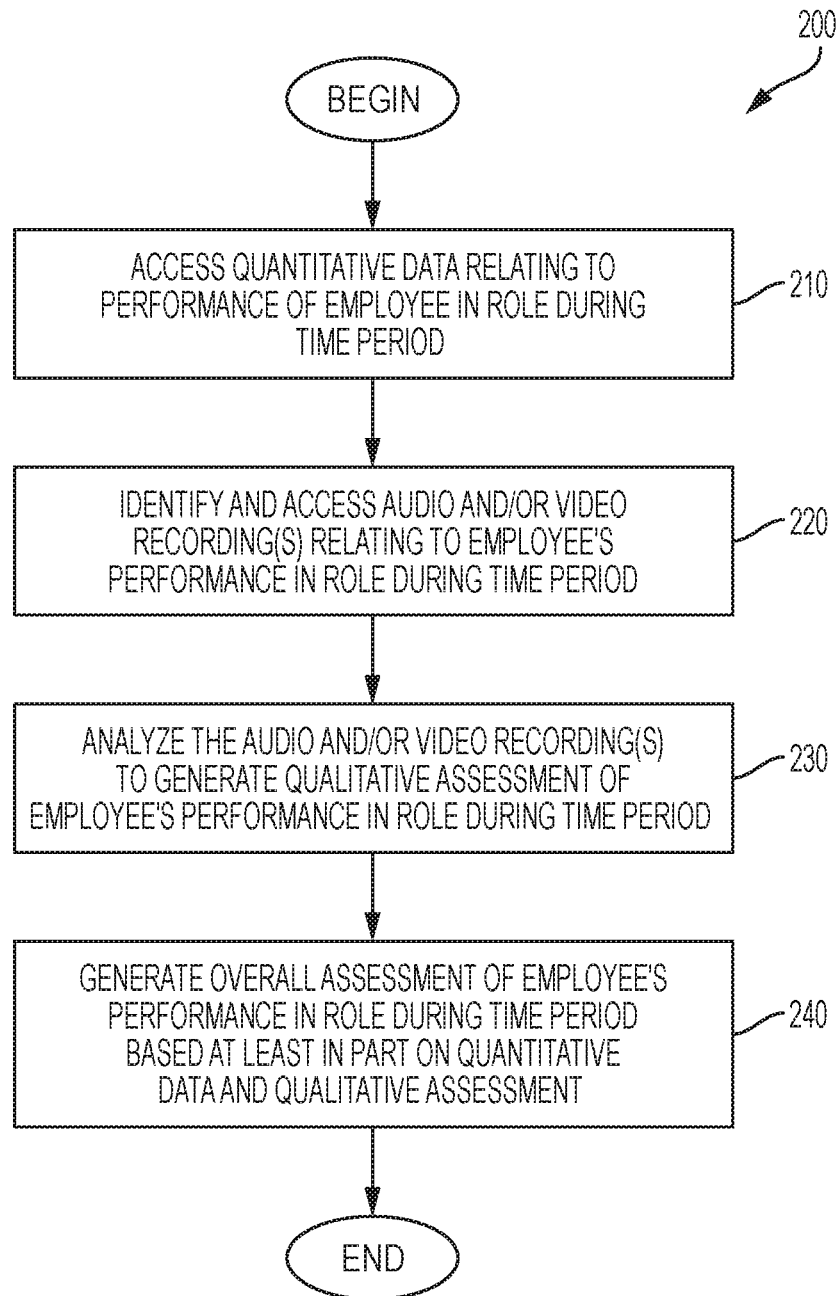 200
BEGIN
ACCESS QUANTITATIVE DATA RELATING TO
PERFORMANCE OF EMPLOYEE IN ROLE DURING
TIME PERIOD
210
IDENTIFY AND ACCESS AUDIO AND/OR VIDEO
RECORDING(S) RELATING TO EMPLOYEE'S
PERFORMANCE IN ROLE DURING TIME PERIOD
220
ANALYZE THE AUDIO AND/OR VIDEO RECORDING(S)
TO GENERATE QUALITATIVE ASSESSMENT OF
EMPLOYEE'S PERFORMANCE IN ROLE DURING TIME PERIOD
230
GENERATE OVERALL ASSESSMENT OF EMPLOYEE'S
PERFORMANCE IN ROLE DURING TIME PERIOD
BASED AT LEAST IN PART ON QUANTITATIVE
DATA AND QUALITATIVE ASSESSMENT
240
END